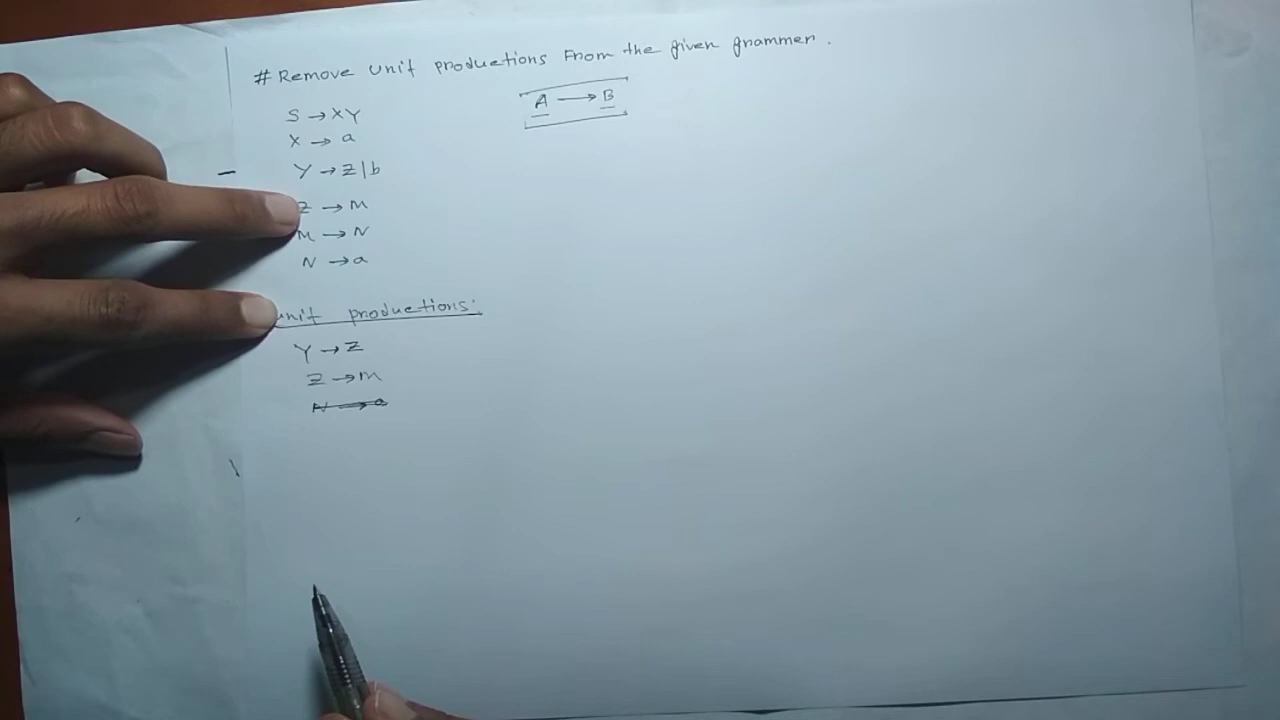 # Remove unit productions From the given grammer.
A → B
S → XY
X → a
Y → Z | b
Z → M
M → N
N → a
unit productions:
Y → Z
Z → M
N → a